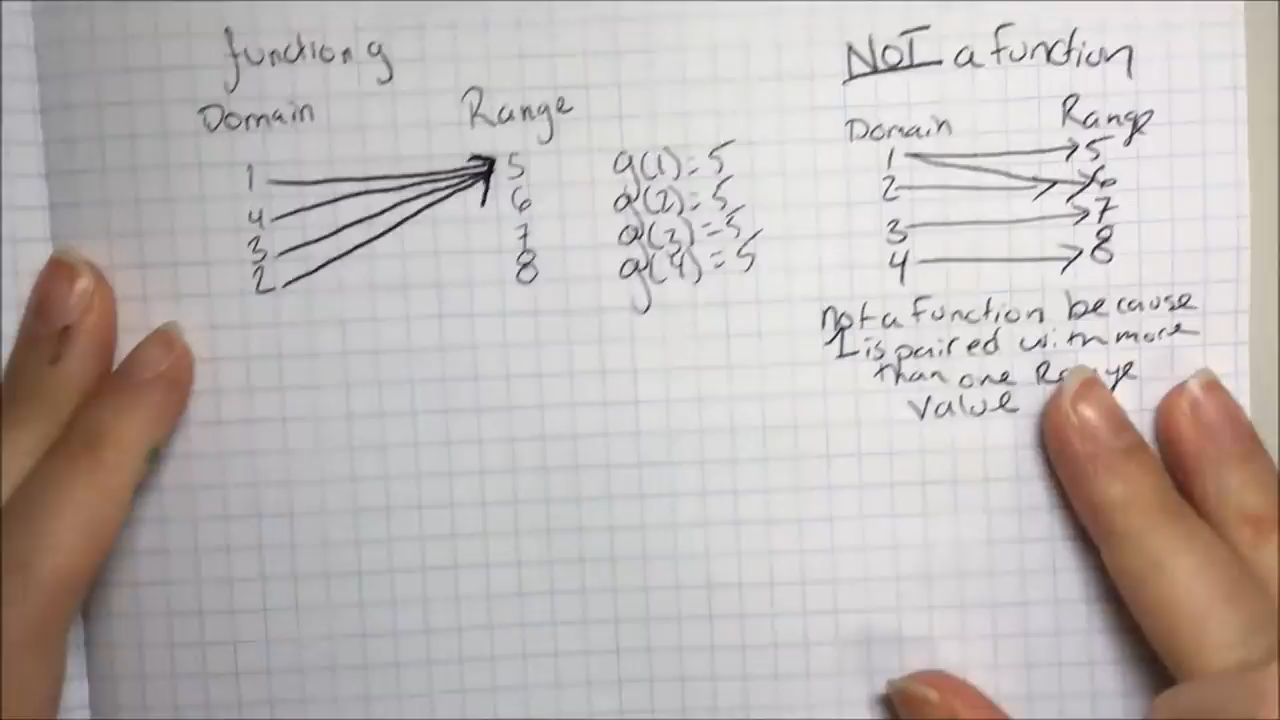 function g
Domain Range
1 5 g(1)=5
4 6 g(2)=5
3 7 g(3)=5
2 8 g(4)=5
NOT a function
Domain Range
1 5
2 6
3 7
4 8
not a function because
1 is paired with more
than one Range
value